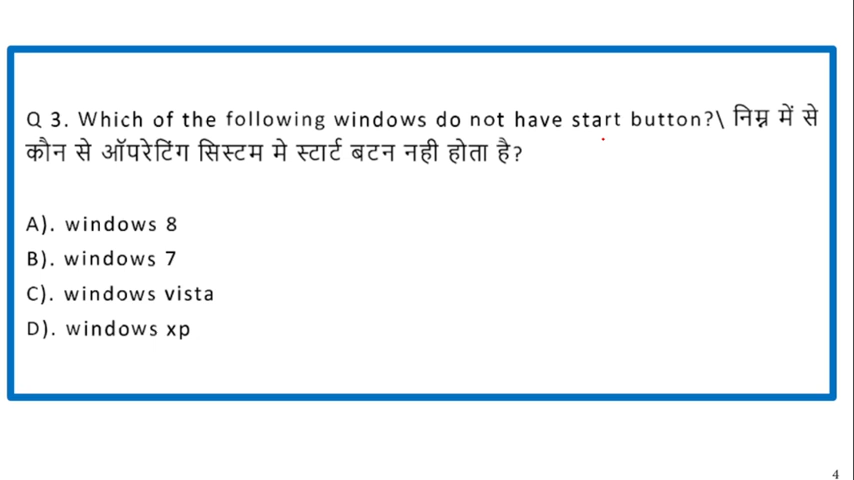 Q 3. Which of the following windows do not have start button?\ निम्न में से
कौन से ऑपरेटिंग सिस्टम मे स्टार्ट बटन नही होता है?
A). windows 8
B). windows 7
C). windows vista
D). windows xp
4